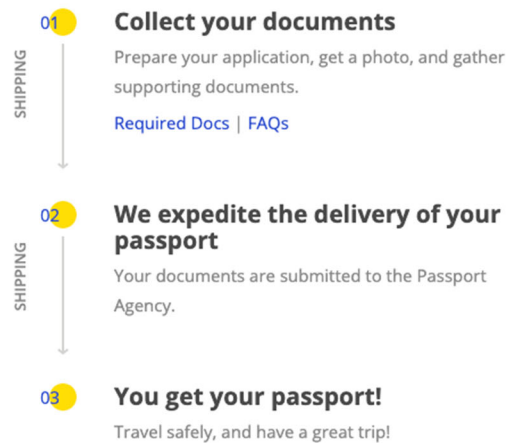 01
Collect your documents
Prepare your application, get a photo, and gather
supporting documents.
Required Docs | FAQs
SHIPPING
02
We expedite the delivery of your
passport
Your documents are submitted to the Passport
Agency.
SHIPPING
03
You get your passport!
Travel safely, and have a great trip!